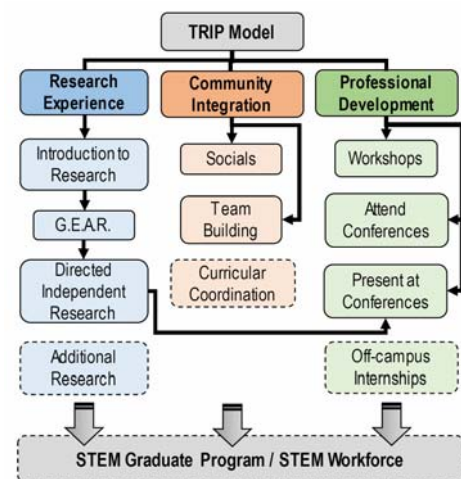 TRIP Model
Research
Experience
Community
Integration
Professional
Development
Introduction to
Research
Socials
Workshops
G.E.A.R.
Team
Building
Attend
Conferences
Directed
Independent
Research
Curricular
Coordination
Present at
Conferences
Additional
Research
Off-campus
Internships
STEM Graduate Program / STEM Workforce